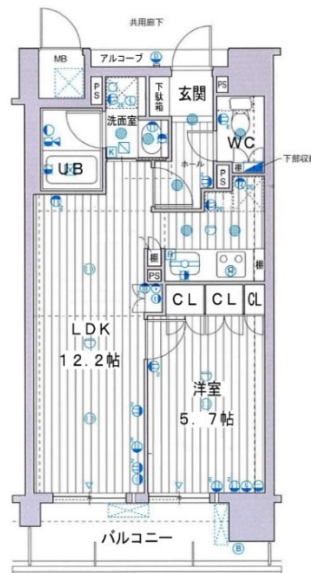 共用廊下
MB
アルコーブ
PS
洗面室
下駄箱
玄関
PS
WC
K
UB
ホール
PS
棚
下部収納
棚
PS
棚
CL
CL
CL
LDK
12.2帖
洋室
5.7帖
バルコニー
B